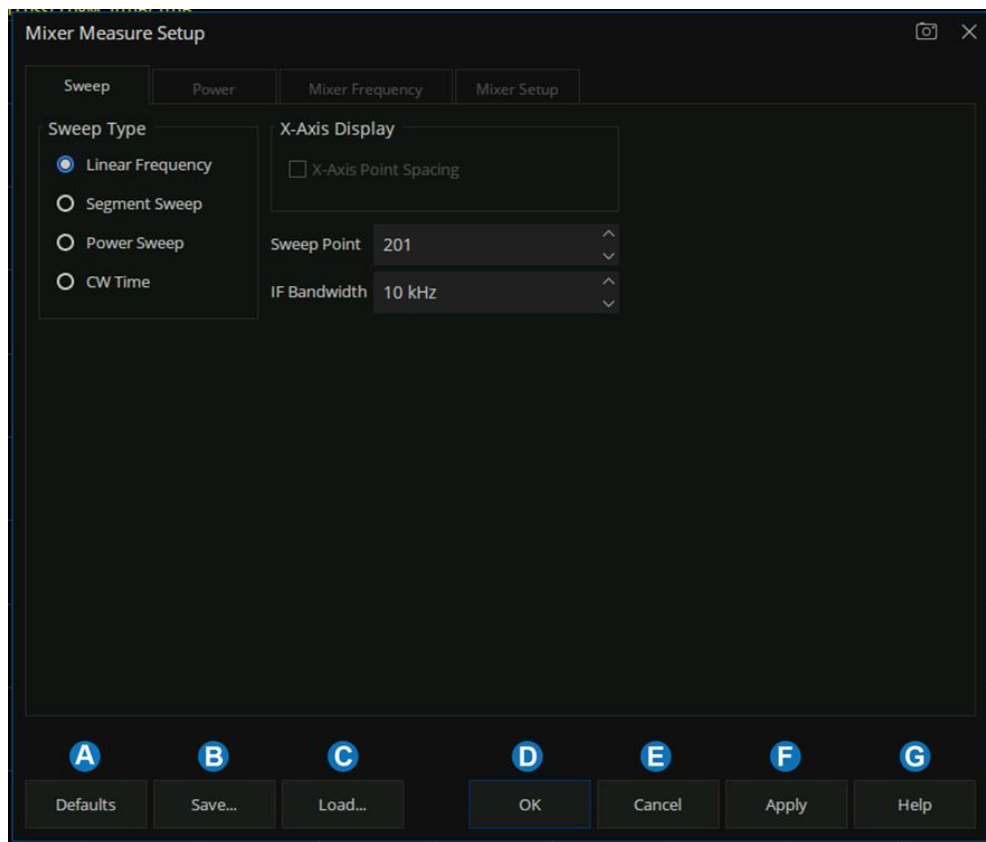 Mixer Measure Setup
Sweep Power Mixer Frequency Mixer Setup
Sweep Type
Linear Frequency
Segment Sweep
Power Sweep
CW Time
X-Axis Display
X-Axis Point Spacing
Sweep Point 201
IF Bandwidth 10 kHz
A B C D E F G
Defaults Save... Load... OK Cancel Apply Help